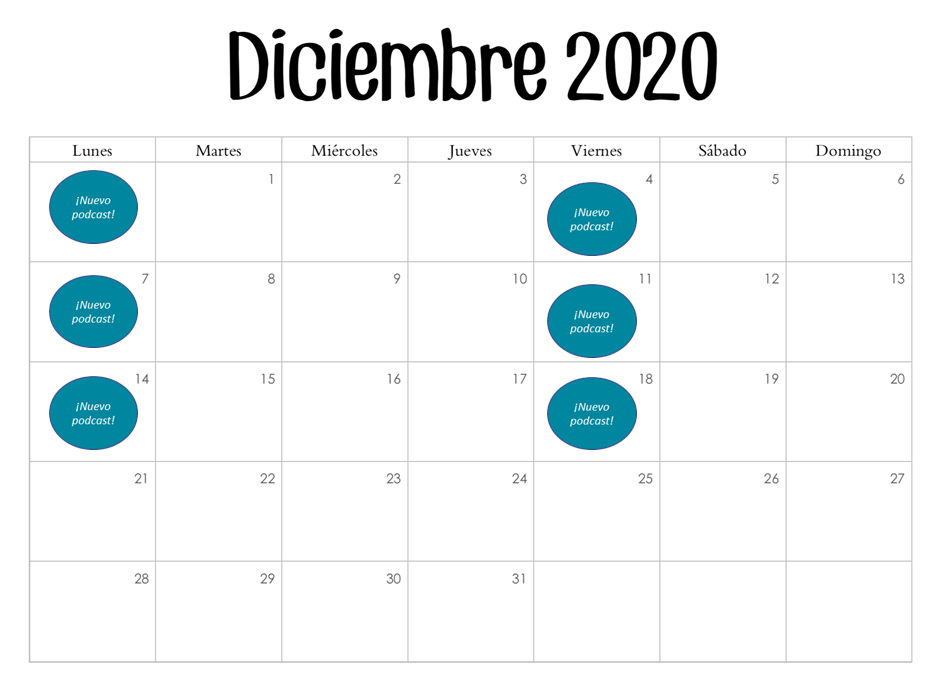 Diciembre 2020
Lunes Martes Miércoles Jueves Viernes Sábado Domingo
¡Nuevo
podcast!
1
2
3
4
¡Nuevo
podcast!
5
6
7
¡Nuevo
podcast!
8
9
10
11
¡Nuevo
podcast!
12
13
14
¡Nuevo
podcast!
15
16
17
18
¡Nuevo
podcast!
19
20
21
22
23
24
25
26
27
28
29
30
31